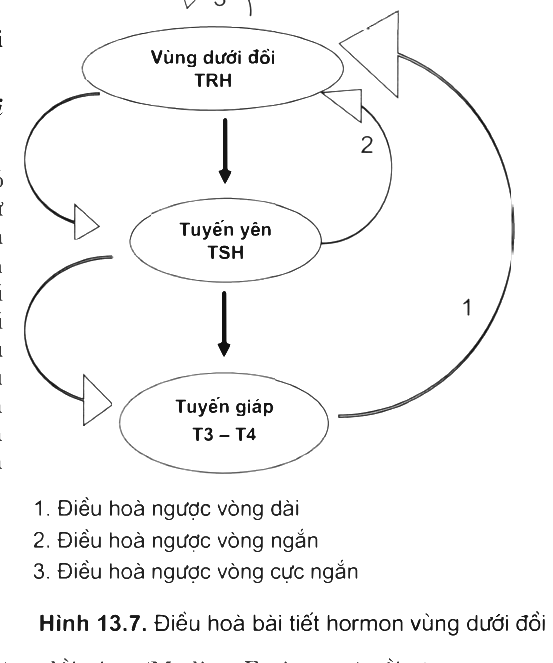 3
Vùng dưới đồi
TRH
2
Tuyến yên
TSH
1
Tuyến giáp
T3 – T4
1. Điều hoà ngược vòng dài
2. Điều hoà ngược vòng ngắn
3. Điều hoà ngược vòng cực ngắn
Hình 13.7. Điều hoà bài tiết hormon vùng dưới đồi